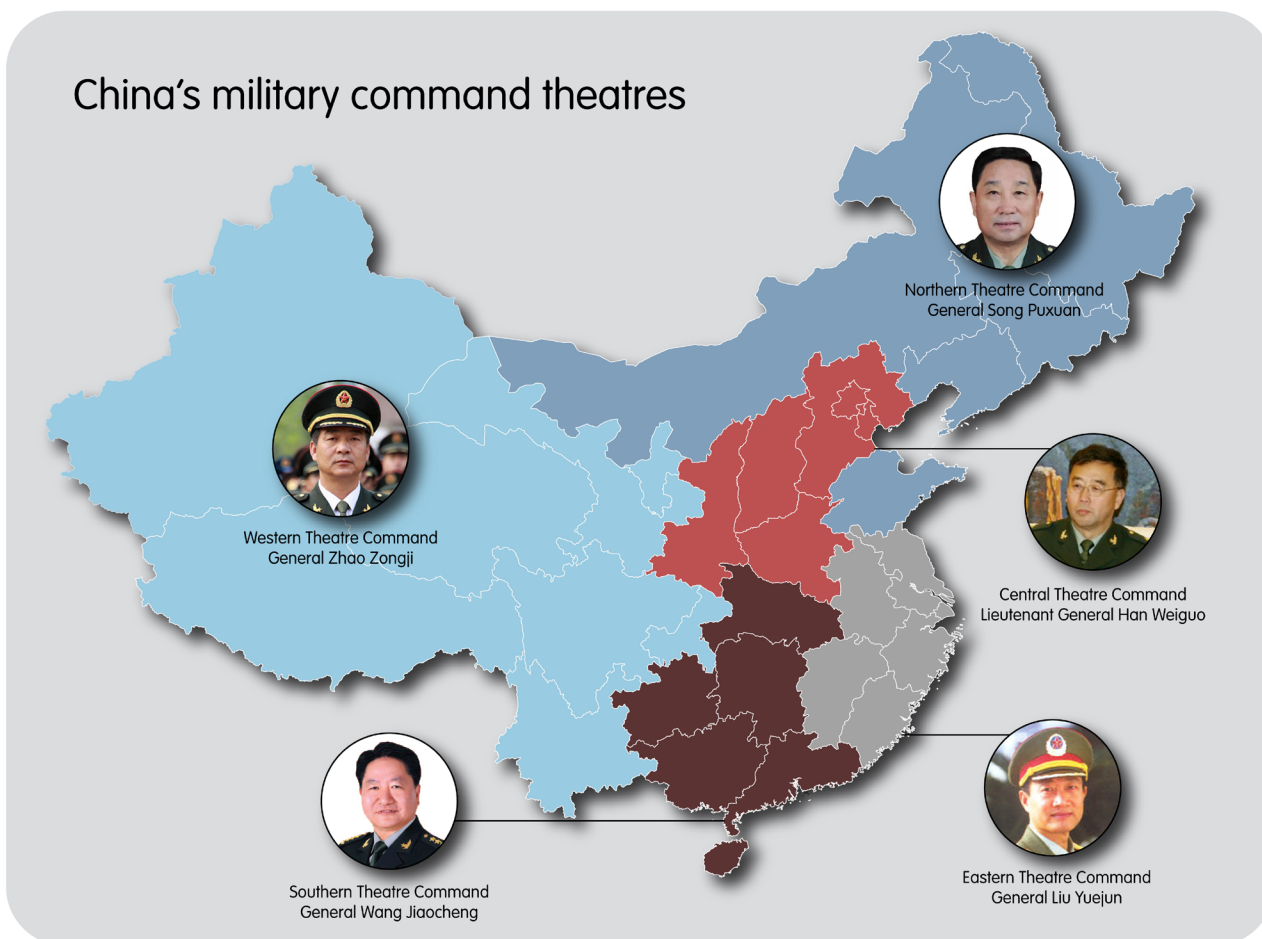 China's military command theatres
Northern Theatre Command
General Song Puxuan
Western Theatre Command
General Zhao Zongji
Central Theatre Command
Lieutenant General Han Weiguo
Southern Theatre Command
General Wang Jiaocheng
Eastern Theatre Command
General Liu Yuejun